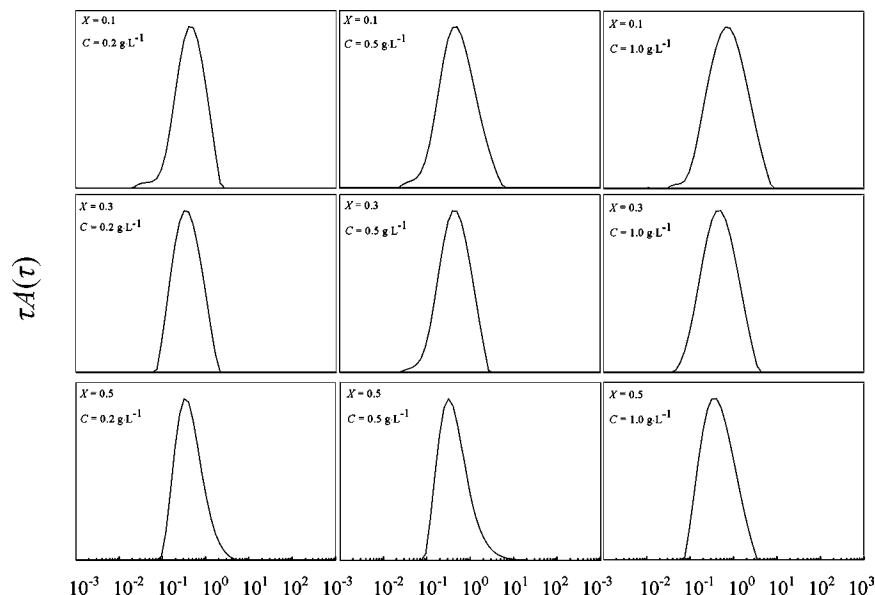 X = 0.1
C = 0.2 g·L⁻¹
X = 0.1
C = 0.5 g·L⁻¹
X = 0.1
C = 1.0 g·L⁻¹
X = 0.3
C = 0.2 g·L⁻¹
X = 0.3
C = 0.5 g·L⁻¹
X = 0.3
C = 1.0 g·L⁻¹
τA(τ)
X = 0.5
C = 0.2 g·L⁻¹
X = 0.5
C = 0.5 g·L⁻¹
X = 0.5
C = 1.0 g·L⁻¹
10⁻³ 10⁻² 10⁻¹ 10⁰ 10¹ 10² 10⁻³ 10⁻² 10⁻¹ 10⁰ 10¹ 10² 10⁻³ 10⁻² 10⁻¹ 10⁰ 10¹ 10² 10³